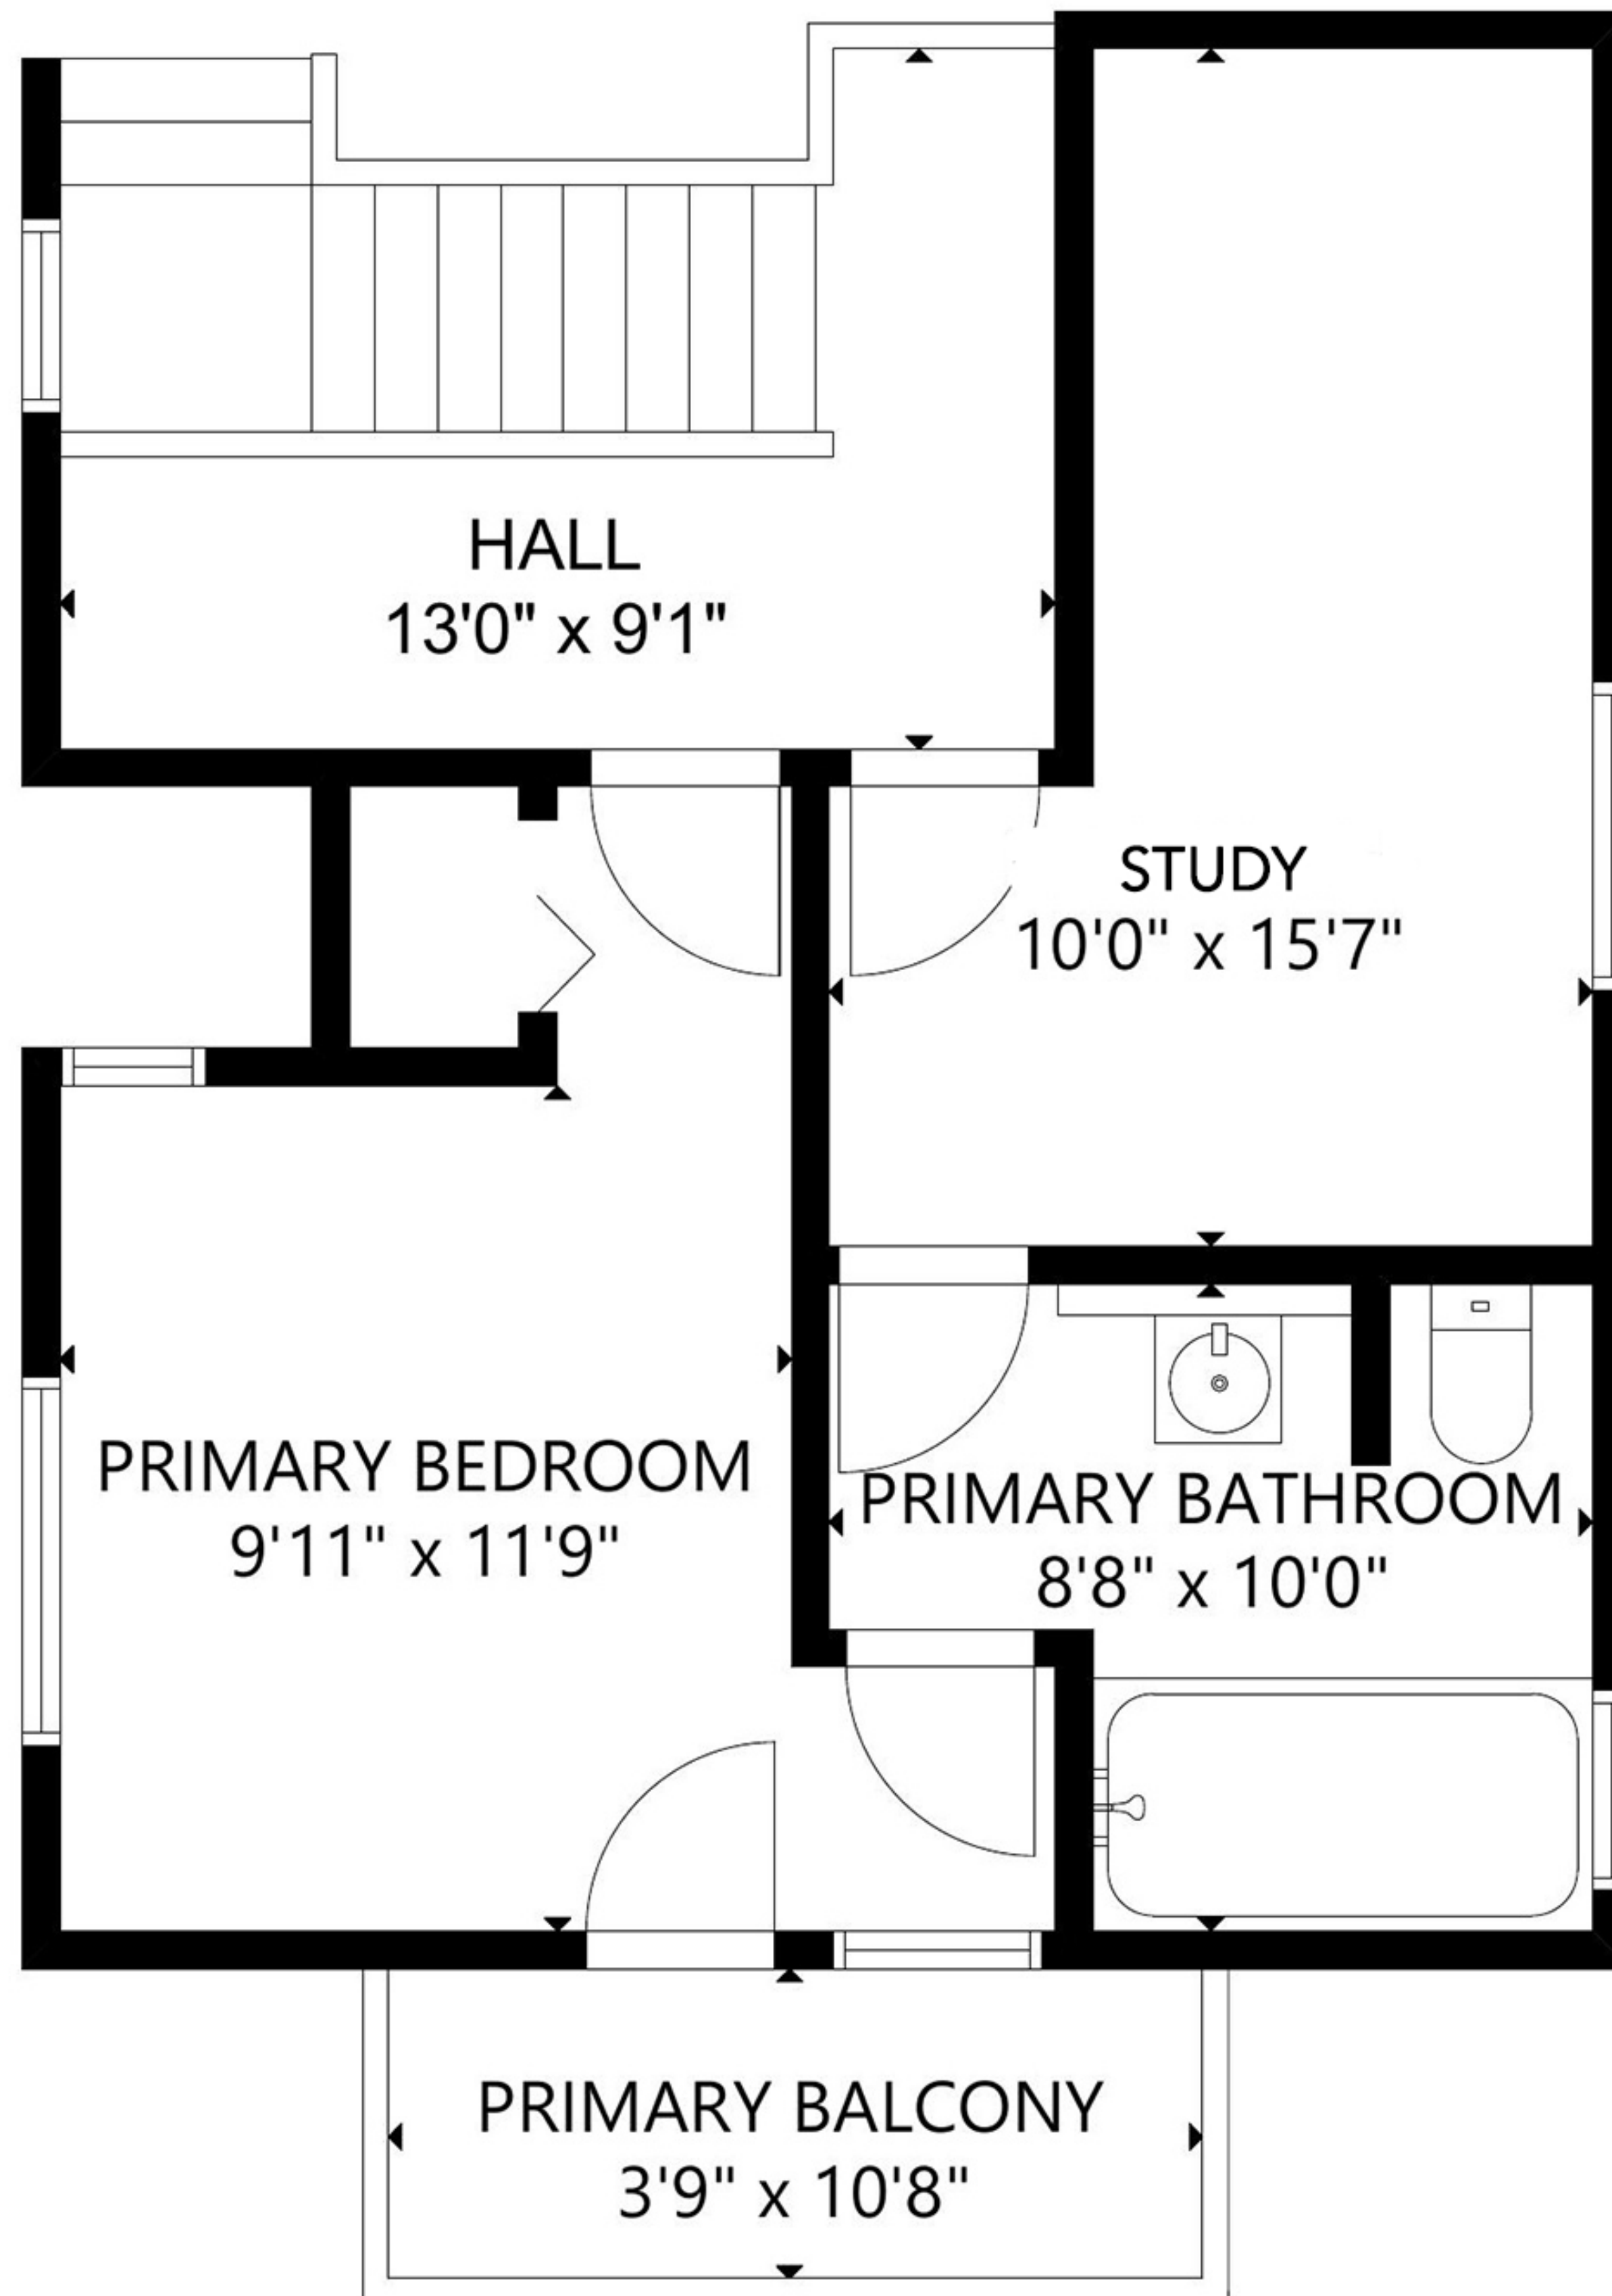 HALL
13'0" x 9'1"
STUDY
10'0" x 15'7"
PRIMARY BEDROOM
9'11" x 11'9"
PRIMARY BATHROOM
8'8" x 10'0"
PRIMARY BALCONY
3'9" x 10'8"